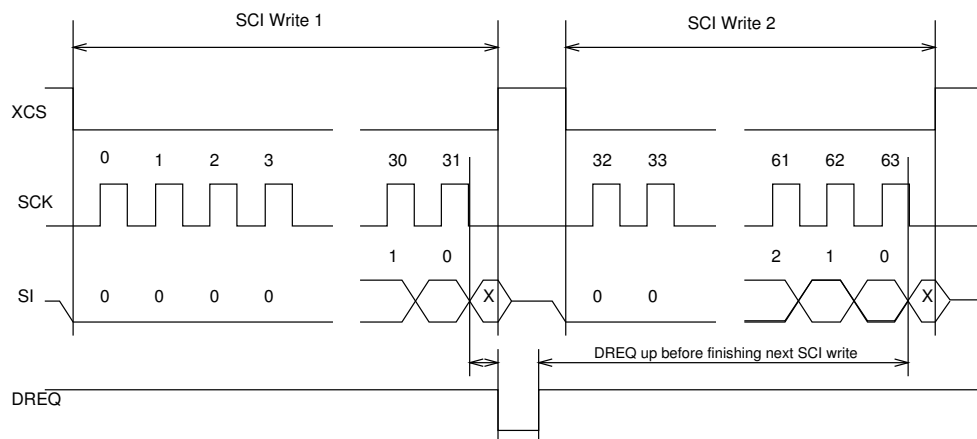 SCI Write 1 SCI Write 2
XCS
0 1 2 3 30 31 32 33 61 62 63
SCK
1 0 2 1 0
SI 0 0 0 0 X 0 0 X
DREQ up before finishing next SCI write
DREQ